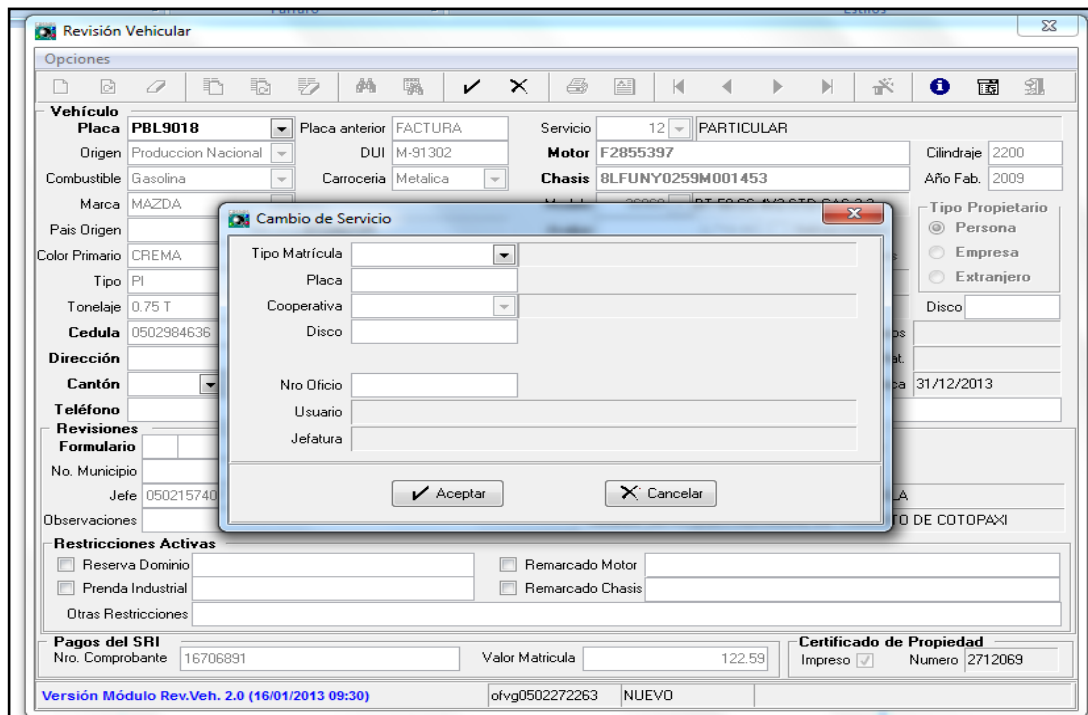 Revisión Vehicular
Opciones
Vehículo
Placa PBL9018 Placa anterior FACTURA Servicio 12 PARTICULAR
Origen Produccion Nacional DUI M-91302 Motor F2855397 Cilindraje 2200
Combustible Gasolina Carroceria Metalica Chasis 8LFUNY0259M001453 Año Fab. 2009
Marca MAZDA
Tipo Propietario
Cambio de Servicio
Pais Origen
Persona
Tipo Matrícula
Color Primario CREMA
Empresa
Placa
Tipo PI
Extranjero
Cooperativa
Tonelaje 0.75 T
Disco
Disco
Cedula 0502984636
Dirección
Cantón
Nro Oficio
31/12/2013
Teléfono
Usuario
Revisiones
Jefatura
Formulario
No. Municipio
Jefe 050215740
Aceptar Cancelar
LA
Observaciones
TO DE COTOPAXI
Restricciones Activas
Reserva Dominio Remarcado Motor
Prenda Industrial Remarcado Chasis
Otras Restricciones
Pagos del SRI Certificado de Propiedad
Nro. Comprobante 16706891 Valor Matricula 122.59 Impreso Numero 2712069
Versión Módulo Rev.Veh. 2.0 (16/01/2013 09:30) ofvg0502272263 NUEVO